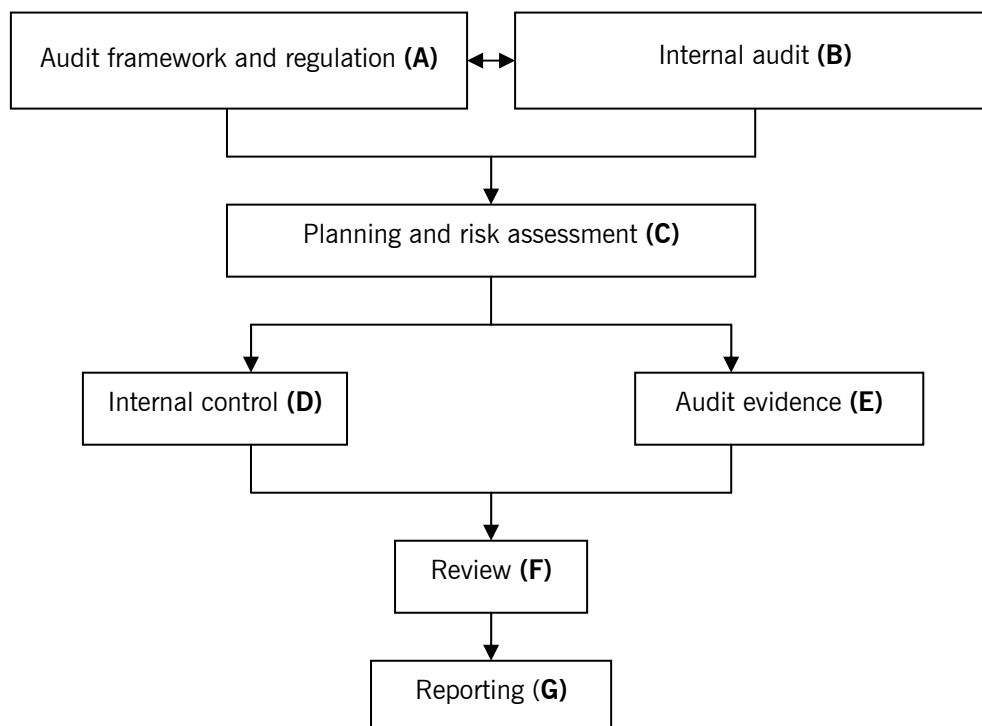 Audit framework and regulation (A)
Internal audit (B)
Planning and risk assessment (C)
Internal control (D)
Audit evidence (E)
Review (F)
Reporting (G)